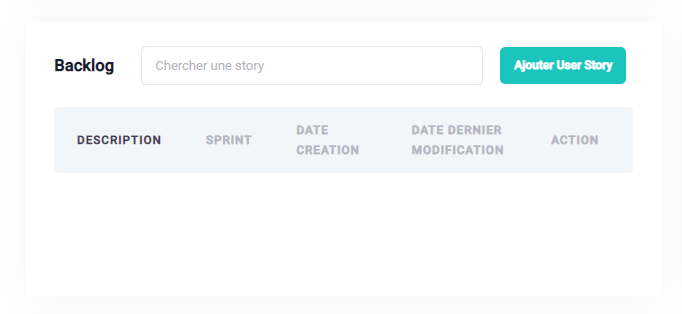 Backlog
Chercher une story
Ajouter User Story
DESCRIPTION
SPRINT
DATE
CREATION
DATE DERNIER
MODIFICATION
ACTION